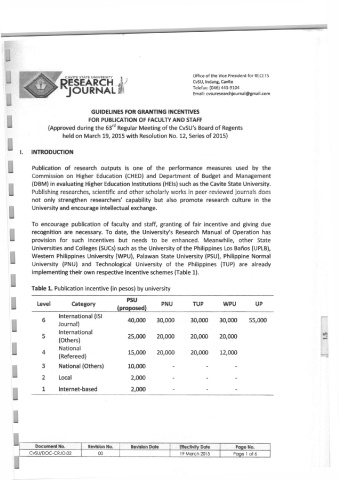 CAVITE STATE UNIVERSITY
RESEARCH
JOURNAL
Office of the Vice President for RECETS
CvSU, Indang, Cavite
Telefax: (046) 443-9104
Email: cvsuresearchjournal@gmail.com
GUIDELINES FOR GRANTING INCENTIVES
FOR PUBLICATION OF FACULTY AND STAFF
(Approved during the 63rd Regular Meeting of the CvSU's Board of Regents
held on March 19, 2015 with Resolution No. 12, Series of 2015)
I. INTRODUCTION
Publication of research outputs is one of the performance measures used by the
Commission on Higher Education (CHED) and Department of Budget and Management
(DBM) in evaluating Higher Education Institutions (HEIs) such as the Cavite State University.
Publishing researches, scientific and other scholarly works in peer reviewed journals does
not only strengthen researchers' capability but also promote research culture in the
University and encourage intellectual exchange.
To encourage publication of faculty and staff, granting of fair incentive and giving due
recognition are necessary. To date, the University's Research Manual of Operation has
provision for such incentives but needs to be enhanced. Meanwhile, other State
Universities and Colleges (SUCs) such as the University of the Philippines Los Baños (UPLB),
Western Philippines University (WPU), Palawan State University (PSU), Philippine Normal
University (PNU) and Technological University of the Philippines (TUP) are already
implementing their own respective incentive schemes (Table 1).
Table 1. Publication incentive (in pesos) by university
Level Category PSU (proposed) PNU TUP WPU UP
6 International (ISI Journal) 40,000 30,000 30,000 30,000 55,000
5 International (Others) 25,000 20,000 20,000 20,000
4 National (Refereed) 15,000 20,000 20,000 12,000
3 National (Others) 10,000 - - -
2 Local 2,000 - - -
1 Internet-based 2,000 - - -
Document No. Revision No. Revision Date Effectivity Date Page No.
CvSU/DOC-CRJG-02 00 19 March 2015 Page 1 of 6